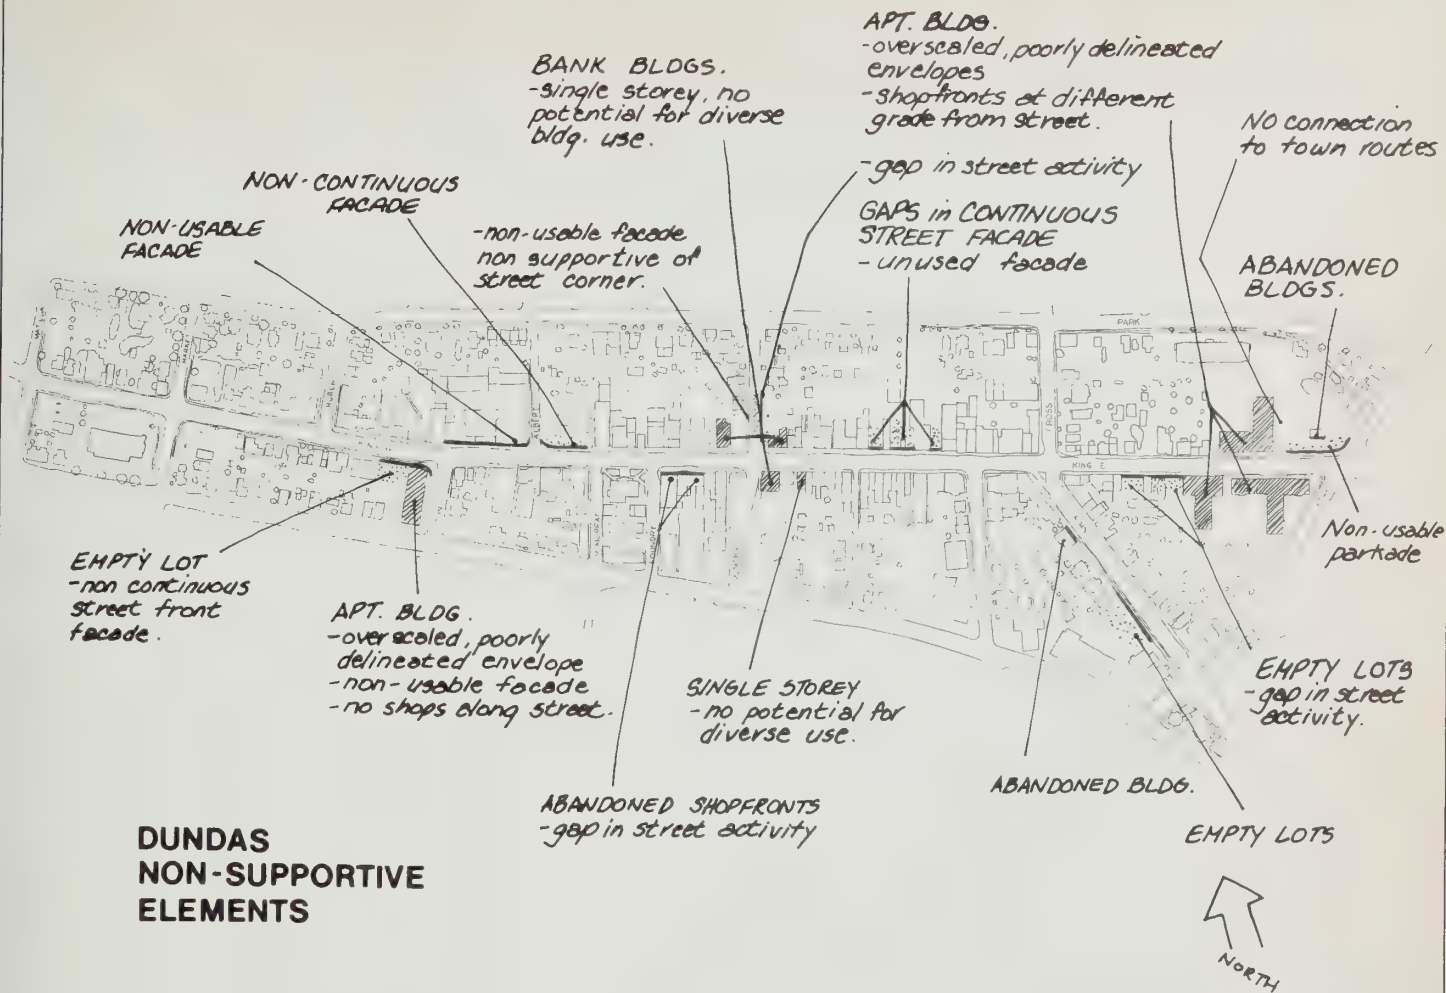 APT. BLDG.
-overscaled, poorly delineated
envelopes
-shopfronts at different
grade from street.
BANK BLDGS.
-single storey, no
potential for diverse
bldg. use.
NO connection
to town routes
-gap in street activity
NON-CONTINUOUS
FACADE
NON-USABLE
FACADE
-non-usable facade
non supportive of
street corner.
GAPS in CONTINUOUS
STREET FACADE
-unused facade
ABANDONED
BLDGS.
PARK
ALBERT
CROSS
KING E.
FOUNDRY
Non-usable
parkade
EMPTY LOT
-non continuous
street front
facade.
APT. BLDG.
-overscaled, poorly
delineated envelope
-non-usable facade
-no shops along street.
SINGLE STOREY
-no potential for
diverse use.
EMPTY LOTS
-gap in street
activity.
ABANDONED SHOPFRONTS
-gap in street activity
ABANDONED BLDG.
EMPTY LOTS
DUNDAS
NON-SUPPORTIVE
ELEMENTS
NORTH